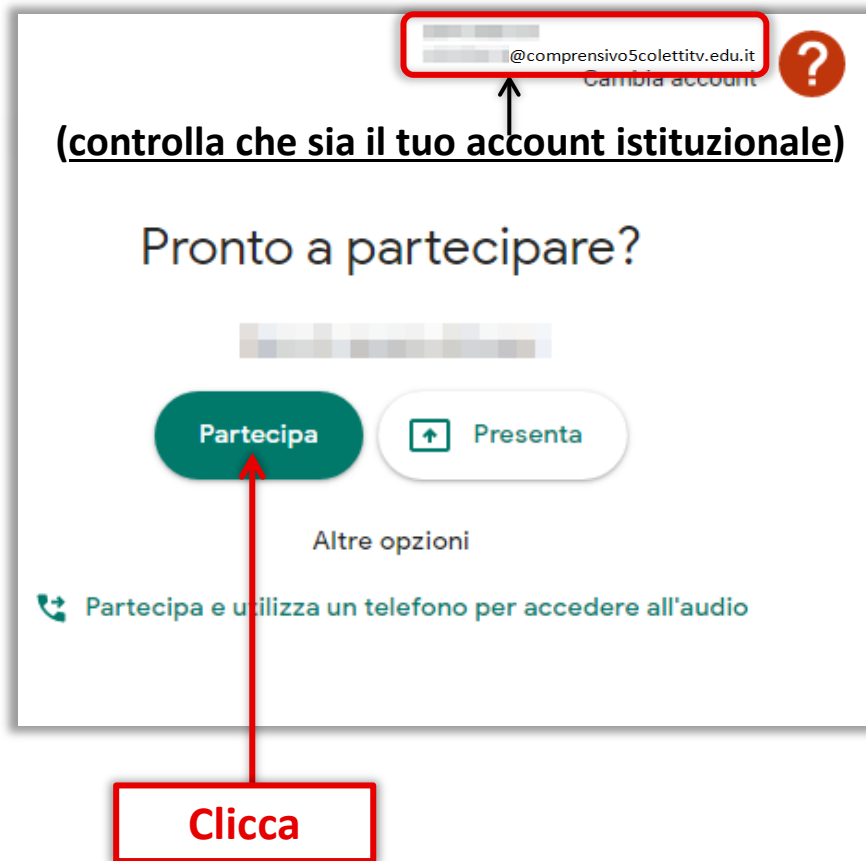 @comprensivo5colettitv.edu.it
Cambia account
?
(controlla che sia il tuo account istituzionale)
Pronto a partecipare?
Partecipa
Presenta
Altre opzioni
Partecipa e utilizza un telefono per accedere all'audio
Clicca